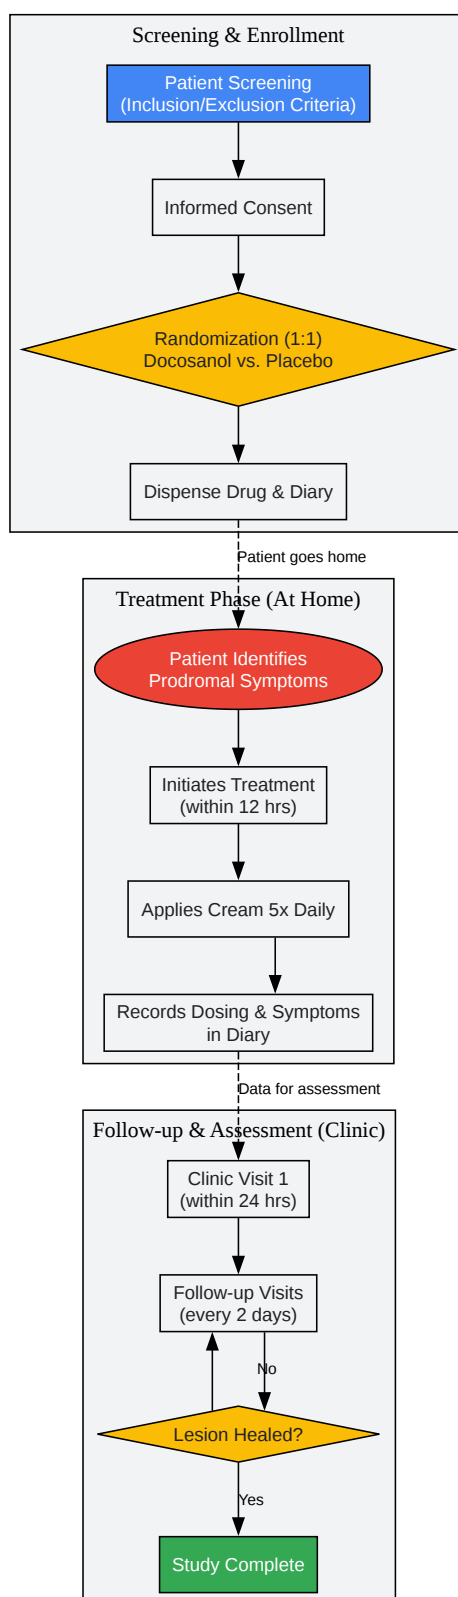 Screening & Enrollment
Patient Screening
(Inclusion/Exclusion Criteria)
Informed Consent
Randomization (1:1)
Docosanol vs. Placebo
Dispense Drug & Diary
Patient goes home
Treatment Phase (At Home)
Patient Identifies
Prodromal Symptoms
Initiates Treatment
(within 12 hrs)
Applies Cream 5x Daily
Records Dosing & Symptoms
in Diary
Data for assessment
Follow-up & Assessment (Clinic)
Clinic Visit 1
(within 24 hrs)
Follow-up Visits
(every 2 days)
No
Lesion Healed?
Yes
Study Complete